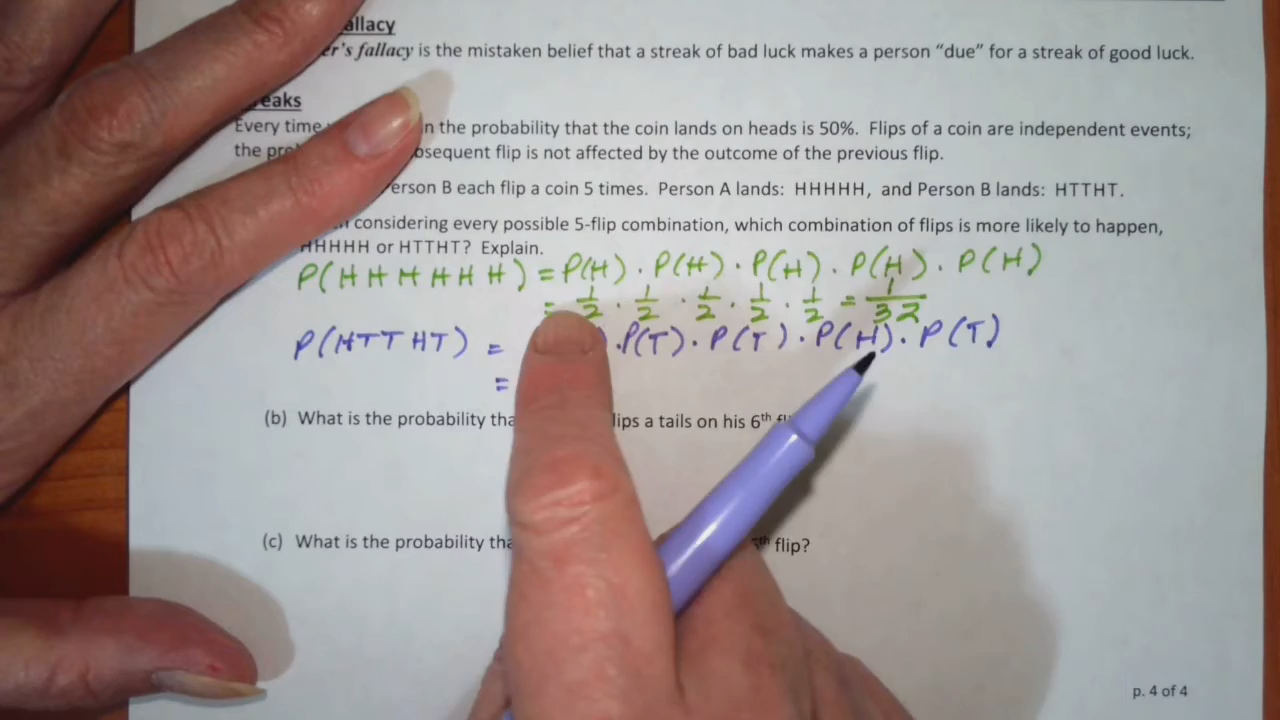 allacy
er's fallacy is the mistaken belief that a streak of bad luck makes a person "due" for a streak of good luck.
eaks
Every time in the probability that the coin lands on heads is 50%. Flips of a coin are independent events;
the bsequent flip is not affected by the outcome of the previous flip.
erson B each flip a coin 5 times. Person A lands: HHHHH, and Person B lands: HTTHT.
considering every possible 5-flip combination, which combination of flips is more likely to happen,
HHHHH or HTTHT? Explain.
P(HHHHHH) = P(H) · P(H) · P(H) · P(H) · P(H)
= 1/2 · 1/2 · 1/2 · 1/2 · 1/2 = 1/32
P(HTTHT) = ) · P(T) · P(T) · P(H) · P(T)
=
(b) What is the probability tha lips a tails on his 6th
(c) What is the probability tha th flip?
p. 4 of 4